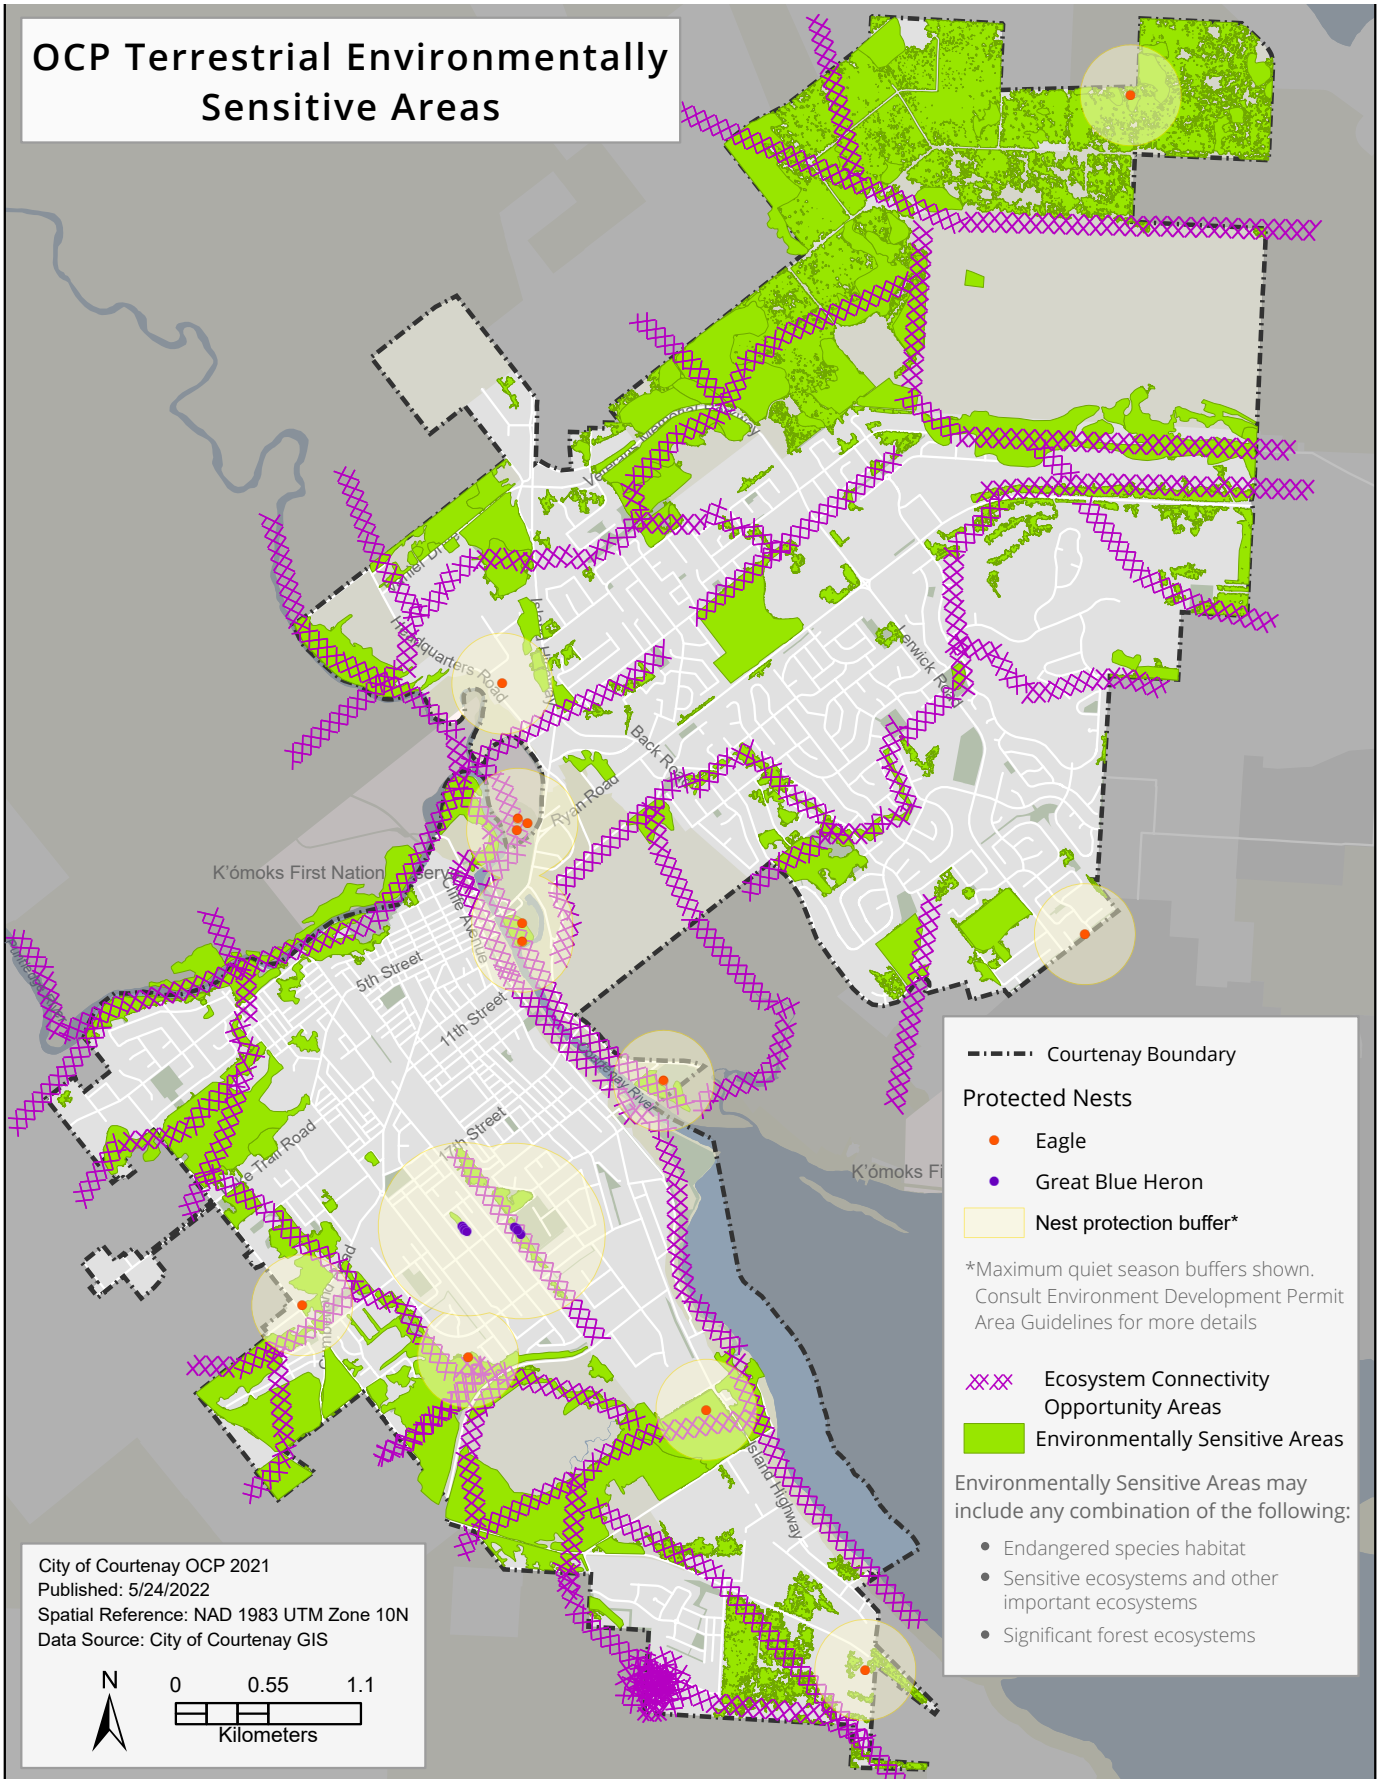 OCP Terrestrial Environmentally
Sensitive Areas
Headquarters Road
Lerwick Road
Ryan Road
K'ómoks First Nation
Cliffe Avenue
5th Street
11th Street
17th Street
Courtenay River
K'ómoks Fi
Island Highway
Courtenay Boundary
Protected Nests
Eagle
Great Blue Heron
Nest protection buffer*
*Maximum quiet season buffers shown.
Consult Environment Development Permit
Area Guidelines for more details
Ecosystem Connectivity
Opportunity Areas
Environmentally Sensitive Areas
Environmentally Sensitive Areas may
include any combination of the following:
• Endangered species habitat
• Sensitive ecosystems and other
important ecosystems
• Significant forest ecosystems
City of Courtenay OCP 2021
Published: 5/24/2022
Spatial Reference: NAD 1983 UTM Zone 10N
Data Source: City of Courtenay GIS
N
0 0.55 1.1
Kilometers